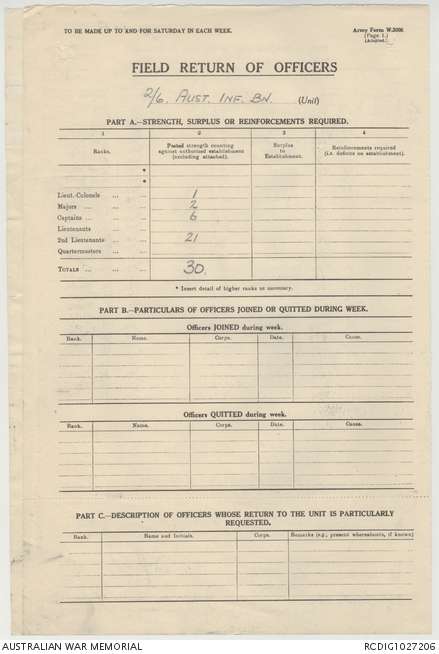 TO BE MADE UP TO AND FOR SATURDAY IN EACH WEEK.
Army Form W.3008
(Page 1.)
(Adapted.)
FIELD RETURN OF OFFICERS
2/6. AUST. INF. BN. (Unit)
PART A.—STRENGTH, SURPLUS OR REINFORCEMENTS REQUIRED.
1 2 3 4
Ranks. Posted strength counting against authorized establishment (excluding attached). Surplus to Establishment. Reinforcements required (i.e. deficits on establishment).
*
*
Lieut.-Colonels ... ... 1
Majors ... ... ... 2
Captains ... ... ... 6
Lieutenants ... ...
2nd Lieutenants ... ... 21
Quartermasters ... ...
TOTALS ... ... ... 30.
* Insert detail of higher ranks as necessary.
PART B.—PARTICULARS OF OFFICERS JOINED OR QUITTED DURING WEEK.
Officers JOINED during week.
Rank. Name. Corps. Date. Cause.
Officers QUITTED during week.
Rank. Name. Corps. Date. Cause.
PART C.—DESCRIPTION OF OFFICERS WHOSE RETURN TO THE UNIT IS PARTICULARLY
REQUESTED.
Rank. Name and Initials. Corps. Remarks (e.g., present whereabouts, if known)
AUSTRALIAN WAR MEMORIAL RCDIG1027206